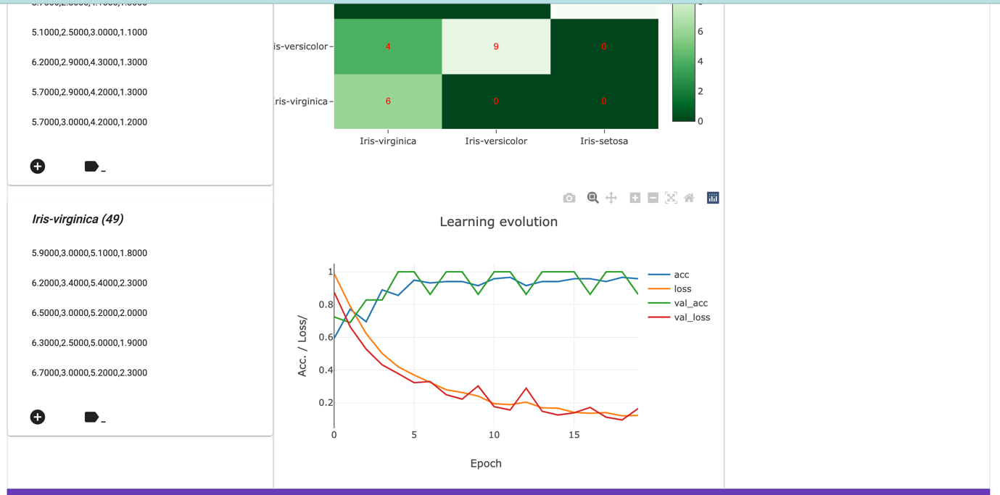 5.1000,2.5000,3.0000,1.1000
6.2000,2.9000,4.3000,1.3000
5.7000,2.9000,4.2000,1.3000
5.7000,3.0000,4.2000,1.2000
_
Iris-virginica (49)
5.9000,3.0000,5.1000,1.8000
6.2000,3.4000,5.4000,2.3000
6.5000,3.0000,5.2000,2.0000
6.3000,2.5000,5.0000,1.9000
6.7000,3.0000,5.2000,2.3000
_
is-versicolor
4 9 0
ris-virginica
6 0 0
Iris-virginica Iris-versicolor Iris-setosa
6
4
2
0
Learning evolution
1
0.8
0.6
0.4
0.2
Acc. / Loss/
0 5 10 15
Epoch
acc
loss
val_acc
val_loss